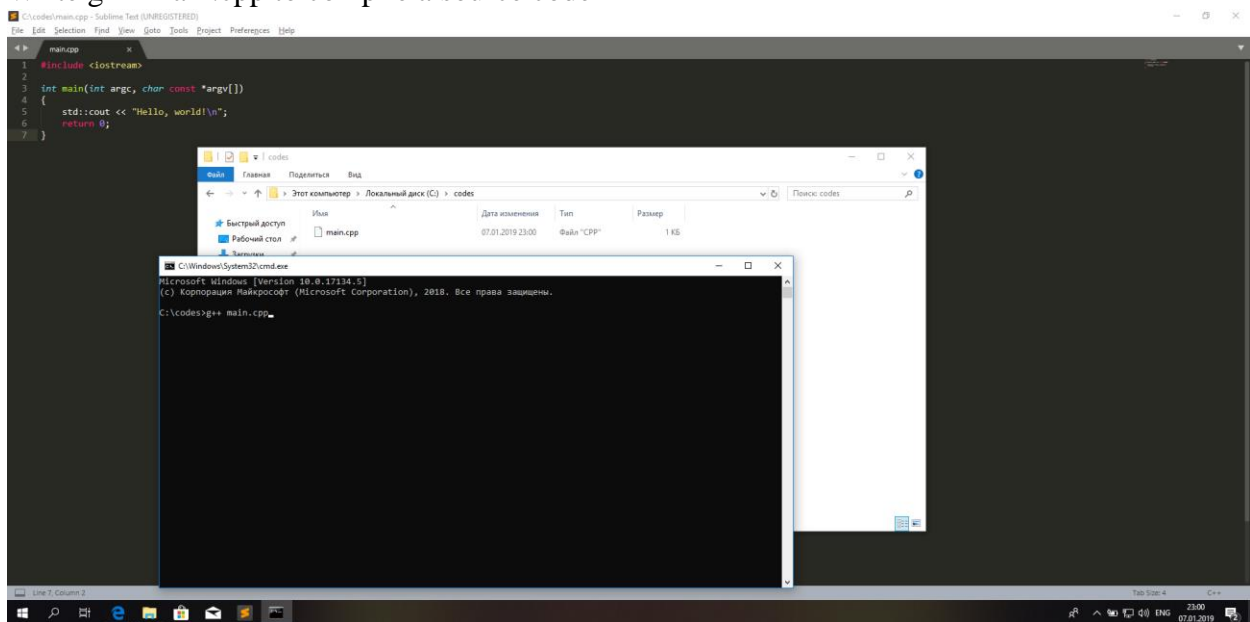 C:\codes\main.cpp - Sublime Text (UNREGISTERED)
File Edit Selection Find View Goto Tools Project Preferences Help
main.cpp ×
1 #include <iostream>
2
3 int main(int argc, char const *argv[])
4 {
5 std::cout << "Hello, world!\n";
6 return 0;
7 }
codes
Файл Главная Поделиться Вид
Этот компьютер > Локальный диск (C:) > codes
Поиск: codes
Имя Дата изменения Тип Размер
Быстрый доступ
main.cpp 07.01.2019 23:00 Файл "CPP" 1 КБ
Рабочий стол
C:\Windows\System32\cmd.exe
Microsoft Windows [Version 10.0.17134.5]
(c) Корпорация Майкрософт (Microsoft Corporation), 2018. Все права защищены.
C:\codes>g++ main.cpp
Line 7, Column 2
Tab Size: 4 C++
ENG
23:00
07.01.2019